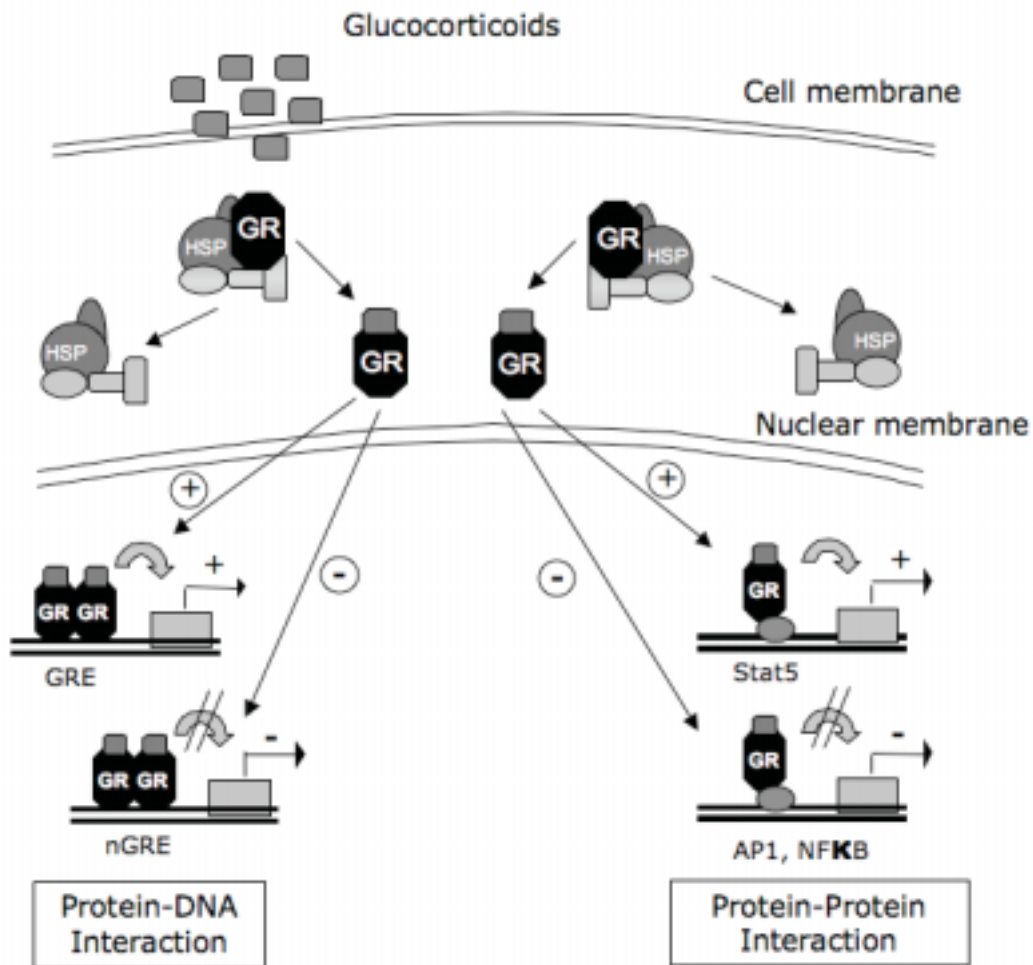 Glucocorticoids
Cell membrane
GR
HSP
GR
HSP
HSP
GR
GR
HSP
Nuclear membrane
+
+
-
-
+
+
GR GR
GR
GRE
Stat5
-
-
GR GR
GR
nGRE
AP1, NFKB
Protein-DNA
Interaction
Protein-Protein
Interaction